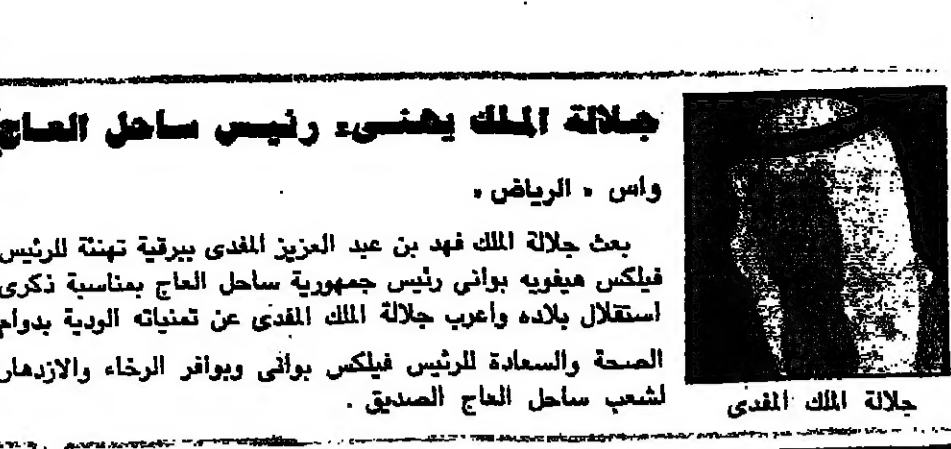 جلالة الملك يهنىء رئيس ساحل العاج
واس « الرياض »
بعث جلالة الملك فهد بن عبد العزيز المفدى ببرقية تهنئة للرئيس
فيلكس هيفويه بوانى رئيس جمهورية ساحل العاج بمناسبة ذكرى
استقلال بلاده واعرب جلالة الملك المفدى عن تمنياته الودية بدوام
الصحة والسعادة للرئيس فيلكس بوانى وبوافر الرخاء والازدهار
لشعب ساحل العاج الصديق .
جلالة الملك المفدى